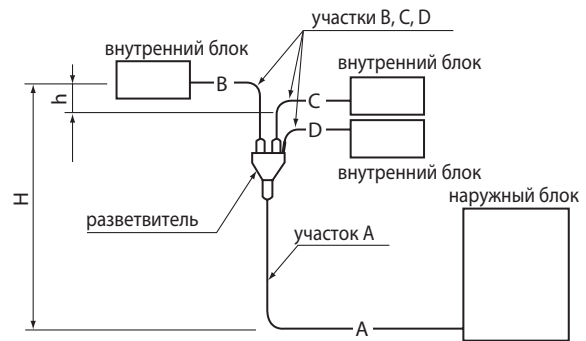 участки B, C, D
внутренний блок
B
внутренний блок
h
C
D
внутренний блок
H
наружный блок
разветвитель
участок A
A